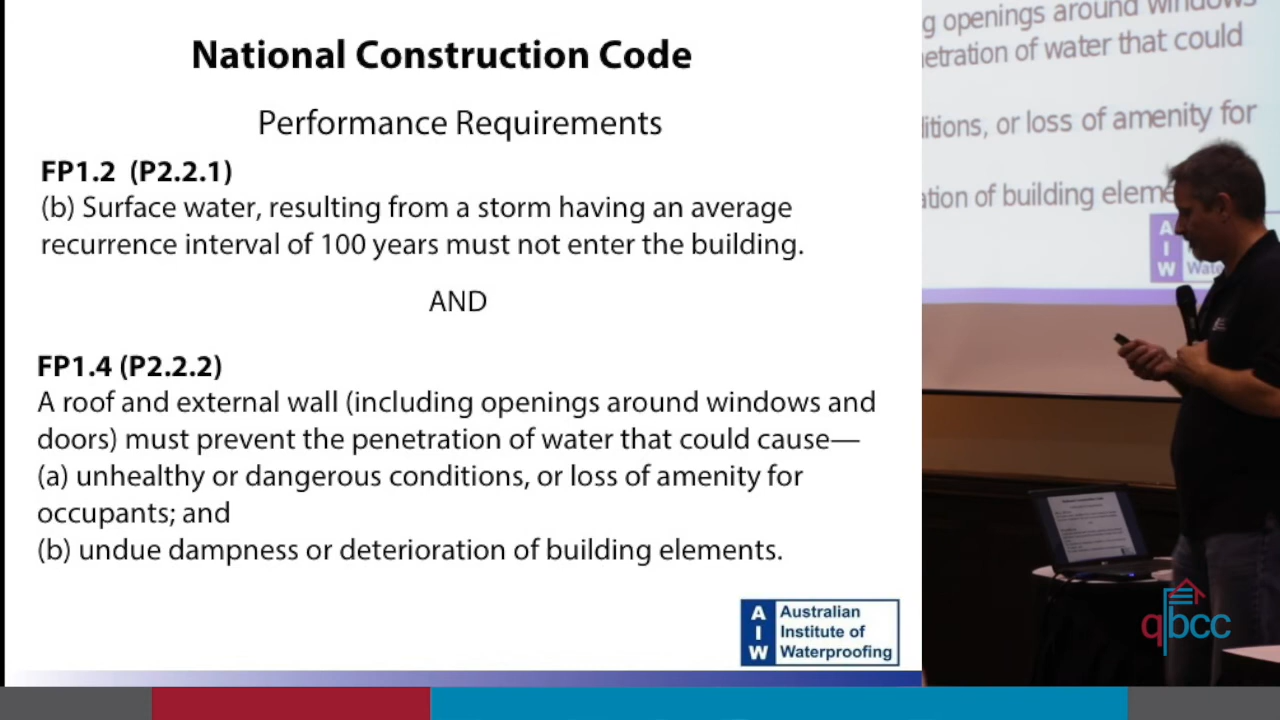 National Construction Code
Performance Requirements
FP1.2 (P2.2.1)
(b) Surface water, resulting from a storm having an average
recurrence interval of 100 years must not enter the building.
AND
FP1.4 (P2.2.2)
A roof and external wall (including openings around windows and
doors) must prevent the penetration of water that could cause—
(a) unhealthy or dangerous conditions, or loss of amenity for
occupants; and
(b) undue dampness or deterioration of building elements.
A Australian
I Institute of
W Waterproofing
g openings around windows
netration of water that could
litions, or loss of amenity for
ation of building eleme
A
I
W Wate
qbcc